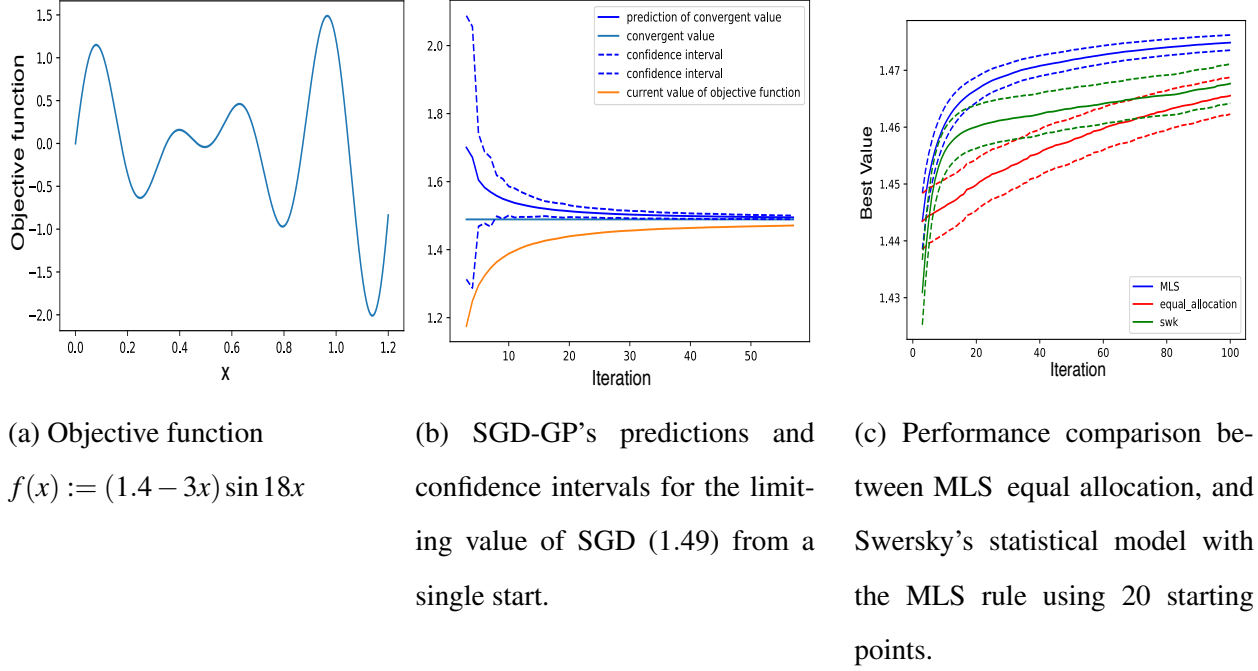 1.5
1.0
0.5
0.0
−0.5
−1.0
−1.5
−2.0
Objective function
0.0 0.2 0.4 0.6 0.8 1.0 1.2
X
2.0
1.8
1.6
1.4
1.2
prediction of convergent value
convergent value
confidence interval
confidence interval
current value of objective function
10 20 30 40 50
Iteration
1.47
1.46
1.45
1.44
1.43
Best Value
MLS
equal_allocation
swk
0 20 40 60 80 100
Iteration
(a) Objective function
f(x) := (1.4 − 3x) sin 18x
(b) SGD-GP's predictions and
confidence intervals for the limit-
ing value of SGD (1.49) from a
single start.
(c) Performance comparison be-
tween MLS equal allocation, and
Swersky's statistical model with
the MLS rule using 20 starting
points.